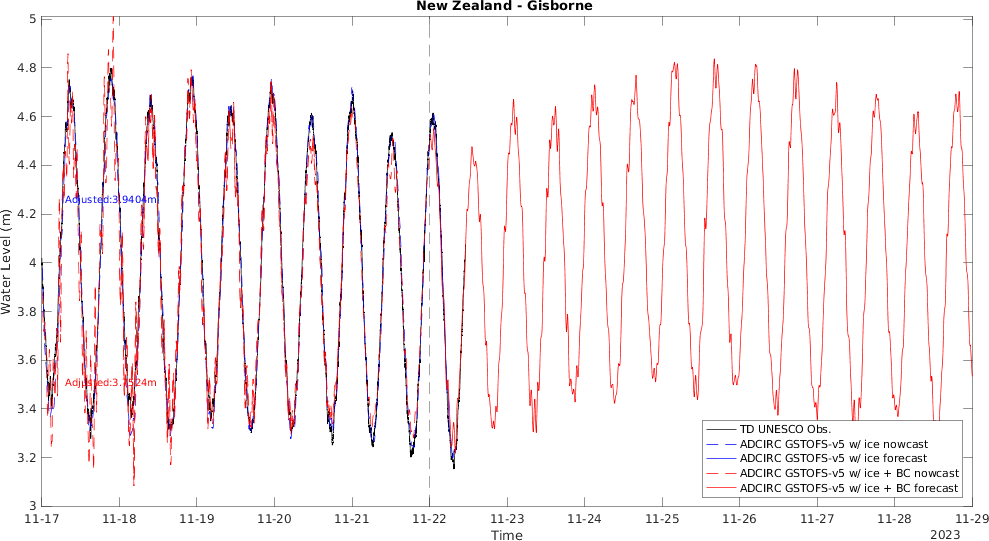 New Zealand - Gisborne
5
4.8
4.6
4.4
4.2
4
3.8
3.6
3.4
3.2
3
Water Level (m)
Adjusted:3.9404m
Adjusted:3.7524m
TD UNESCO Obs.
ADCIRC GSTOFS-v5 w/ ice nowcast
ADCIRC GSTOFS-v5 w/ ice forecast
ADCIRC GSTOFS-v5 w/ ice + BC nowcast
ADCIRC GSTOFS-v5 w/ ice + BC forecast
11-17 11-18 11-19 11-20 11-21 11-22 11-23 11-24 11-25 11-26 11-27 11-28 11-29
Time
2023